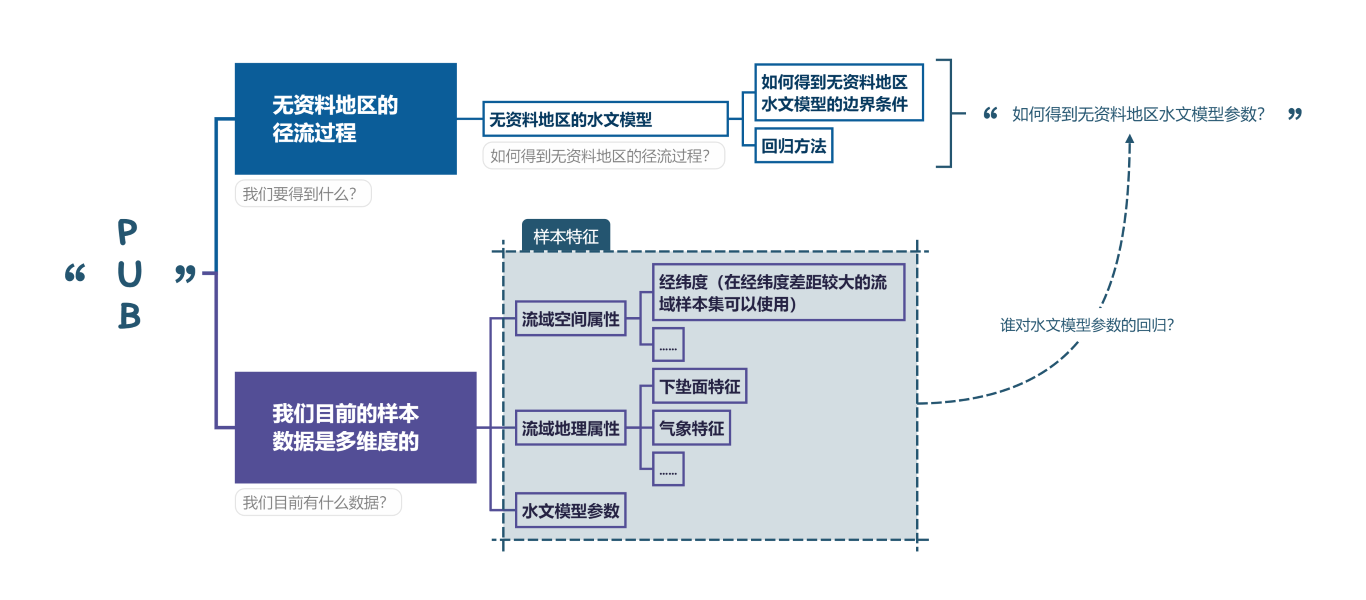 “ P U B ”
无资料地区的
径流过程
我们要得到什么?
无资料地区的水文模型
如何得到无资料地区的径流过程?
如何得到无资料地区
水文模型的边界条件
回归方法
“ 如何得到无资料地区水文模型参数? ”
我们目前的样本
数据是多维度的
我们目前有什么数据?
样本特征
流域空间属性
经纬度（在经纬度差距较大的流
域样本集可以使用）
……
流域地理属性
下垫面特征
气象特征
……
水文模型参数
谁对水文模型参数的回归?